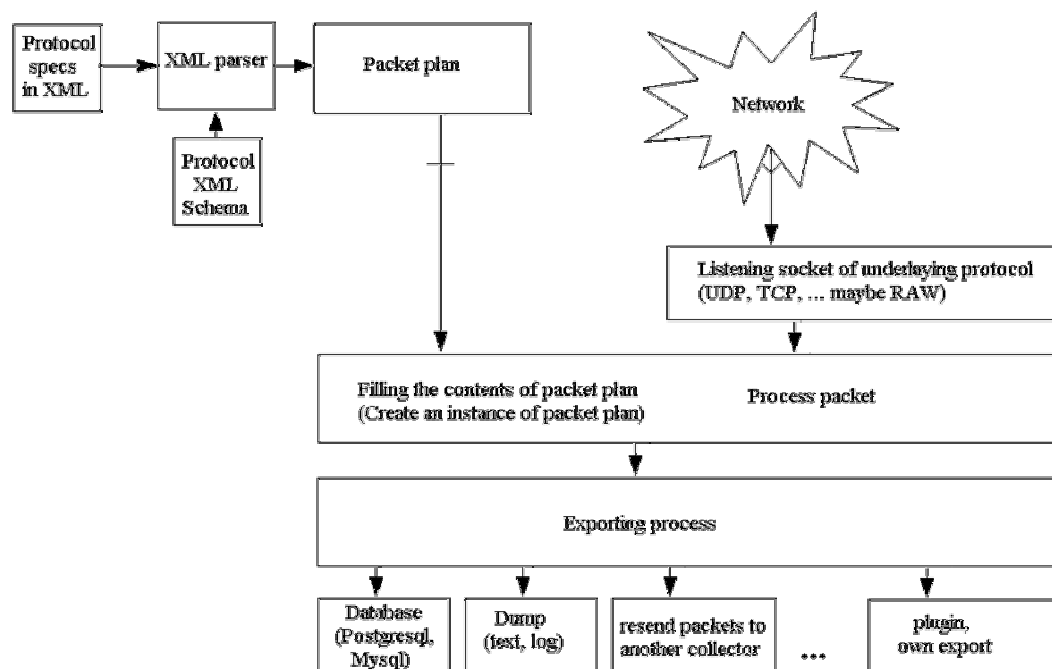 Protocol
specs
in XML
XML parser
Packet plan
Network
Protocol
XML
Schema
Listening socket of underlaying protocol
(UDP, TCP, ... maybe RAW)
Filling the contents of packet plan
(Create an instance of packet plan)
Process packet
Exporting process
Database
(Postgresql,
Mysql)
Dump
(text, log)
resend packets to
another collector
...
plugin,
own export